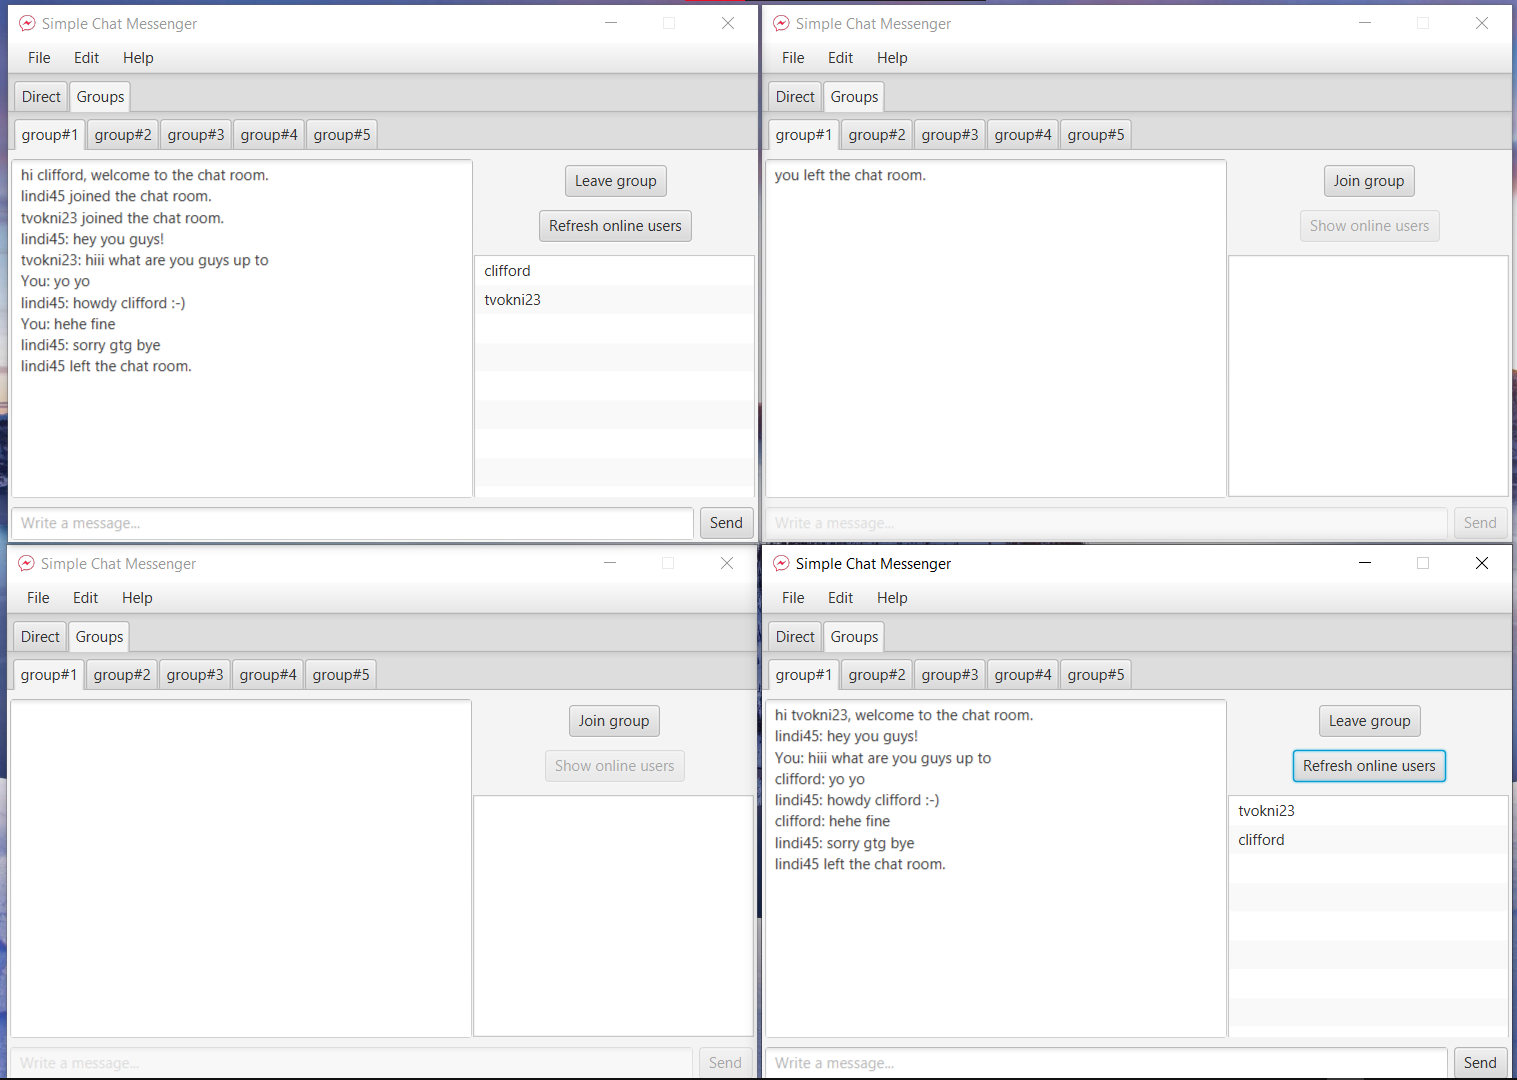 Simple Chat Messenger
File Edit Help
Direct Groups
group#1 group#2 group#3 group#4 group#5
hi clifford, welcome to the chat room.
lindi45 joined the chat room.
tvokni23 joined the chat room.
lindi45: hey you guys!
tvokni23: hiii what are you guys up to
You: yo yo
lindi45: howdy clifford :-)
You: hehe fine
lindi45: sorry gtg bye
lindi45 left the chat room.
Leave group
Refresh online users
clifford
tvokni23
Write a message...
Send
Simple Chat Messenger
File Edit Help
Direct Groups
group#1 group#2 group#3 group#4 group#5
you left the chat room.
Join group
Show online users
Write a message...
Send
Simple Chat Messenger
File Edit Help
Direct Groups
group#1 group#2 group#3 group#4 group#5
Join group
Show online users
Write a message...
Send
Simple Chat Messenger
File Edit Help
Direct Groups
group#1 group#2 group#3 group#4 group#5
hi tvokni23, welcome to the chat room.
lindi45: hey you guys!
You: hiii what are you guys up to
clifford: yo yo
lindi45: howdy clifford :-)
clifford: hehe fine
lindi45: sorry gtg bye
lindi45 left the chat room.
Leave group
Refresh online users
tvokni23
clifford
Write a message...
Send